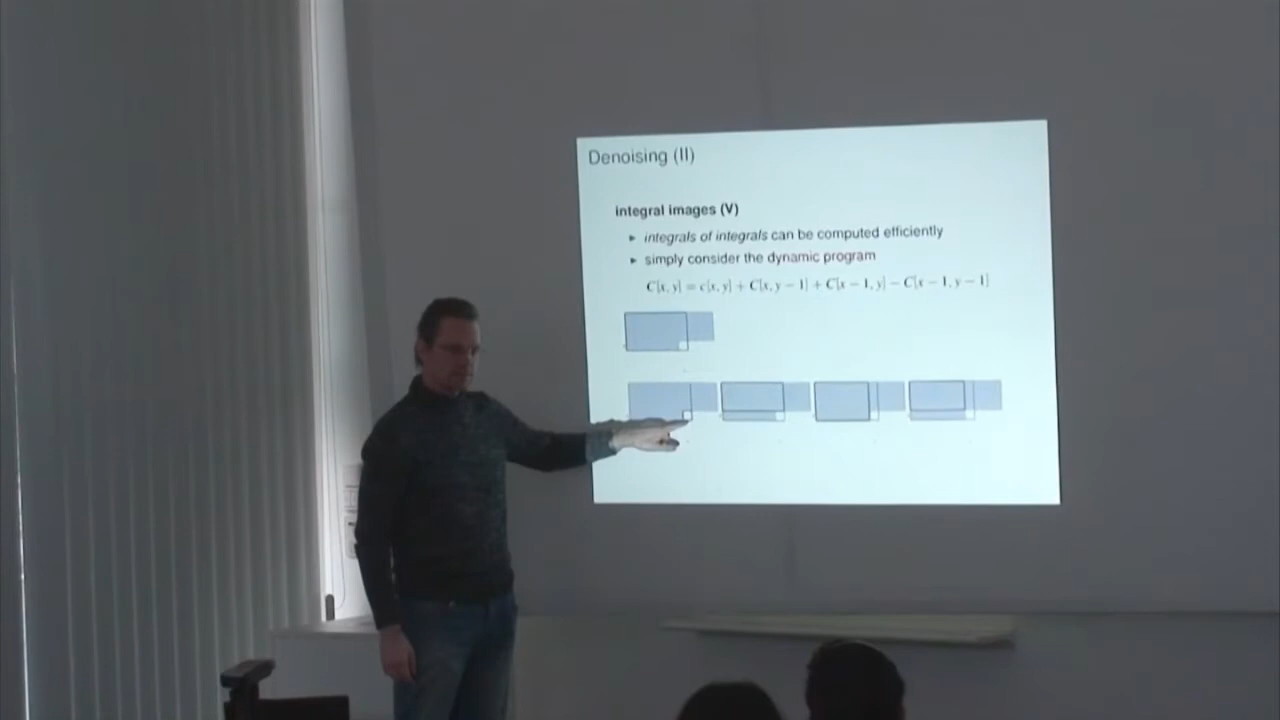 Denoising (II)
integral images (V)
▸ integrals of integrals can be computed efficiently
▸ simply consider the dynamic program
C[x, y] = c[x, y] + C[x, y − 1] + C[x − 1, y] − C[x − 1, y − 1]